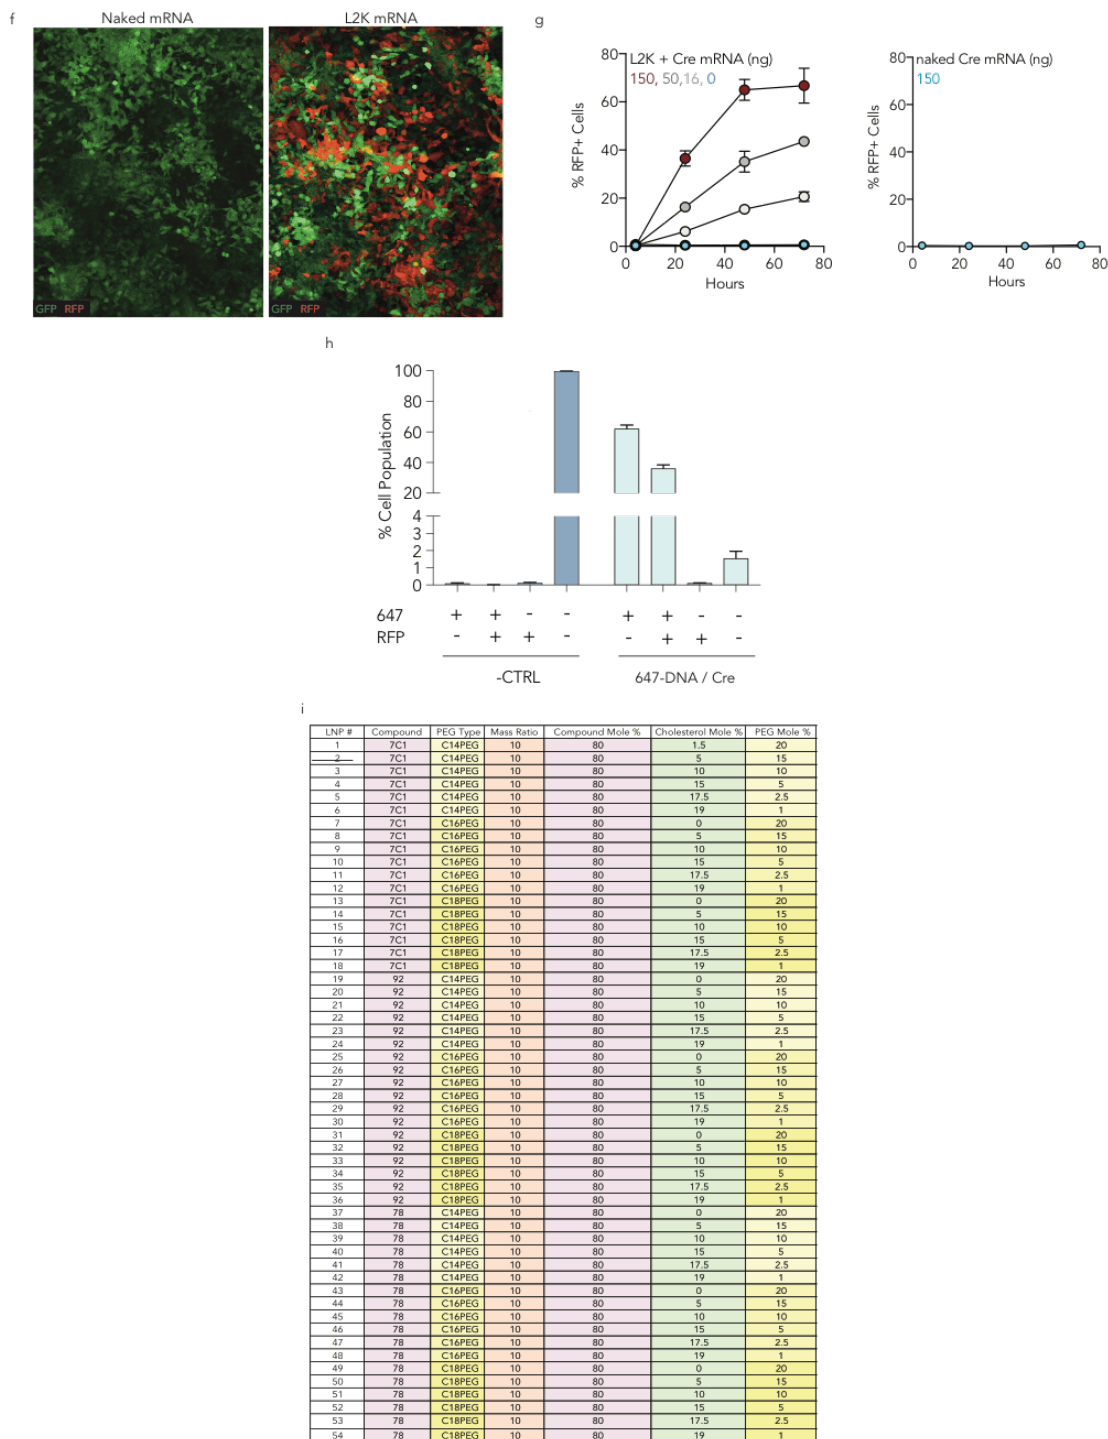 f
Naked mRNA
L2K mRNA
GFP RFP
GFP RFP
g
L2K + Cre mRNA (ng)
150, 50,16, 0
80
60
40
20
0
% RFP+ Cells
0 20 40 60 80
Hours
naked Cre mRNA (ng)
150
80
60
40
20
0
% RFP+ Cells
0 20 40 60 80
Hours
h
100
80
60
40
20
4
3
2
1
0
% Cell Population
647 + + - - + + - -
RFP - + + - - + + -
-CTRL 647-DNA / Cre
i
LNP # Compound PEG Type Mass Ratio Compound Mole % Cholesterol Mole % PEG Mole %
1 7C1 C14PEG 10 80 1.5 20
2 7C1 C14PEG 10 80 5 15
3 7C1 C14PEG 10 80 10 10
4 7C1 C14PEG 10 80 15 5
5 7C1 C14PEG 10 80 17.5 2.5
6 7C1 C14PEG 10 80 19 1
7 7C1 C16PEG 10 80 0 20
8 7C1 C16PEG 10 80 5 15
9 7C1 C16PEG 10 80 10 10
10 7C1 C16PEG 10 80 15 5
11 7C1 C16PEG 10 80 17.5 2.5
12 7C1 C16PEG 10 80 19 1
13 7C1 C18PEG 10 80 0 20
14 7C1 C18PEG 10 80 5 15
15 7C1 C18PEG 10 80 10 10
16 7C1 C18PEG 10 80 15 5
17 7C1 C18PEG 10 80 17.5 2.5
18 7C1 C18PEG 10 80 19 1
19 92 C14PEG 10 80 0 20
20 92 C14PEG 10 80 5 15
21 92 C14PEG 10 80 10 10
22 92 C14PEG 10 80 15 5
23 92 C14PEG 10 80 17.5 2.5
24 92 C14PEG 10 80 19 1
25 92 C16PEG 10 80 0 20
26 92 C16PEG 10 80 5 15
27 92 C16PEG 10 80 10 10
28 92 C16PEG 10 80 15 5
29 92 C16PEG 10 80 17.5 2.5
30 92 C16PEG 10 80 19 1
31 92 C18PEG 10 80 0 20
32 92 C18PEG 10 80 5 15
33 92 C18PEG 10 80 10 10
34 92 C18PEG 10 80 15 5
35 92 C18PEG 10 80 17.5 2.5
36 92 C18PEG 10 80 19 1
37 78 C14PEG 10 80 0 20
38 78 C14PEG 10 80 5 15
39 78 C14PEG 10 80 10 10
40 78 C14PEG 10 80 15 5
41 78 C14PEG 10 80 17.5 2.5
42 78 C14PEG 10 80 19 1
43 78 C16PEG 10 80 0 20
44 78 C16PEG 10 80 5 15
45 78 C16PEG 10 80 10 10
46 78 C16PEG 10 80 15 5
47 78 C16PEG 10 80 17.5 2.5
48 78 C16PEG 10 80 19 1
49 78 C18PEG 10 80 0 20
50 78 C18PEG 10 80 5 15
51 78 C18PEG 10 80 10 10
52 78 C18PEG 10 80 15 5
53 78 C18PEG 10 80 17.5 2.5
54 78 C18PEG 10 80 19 1